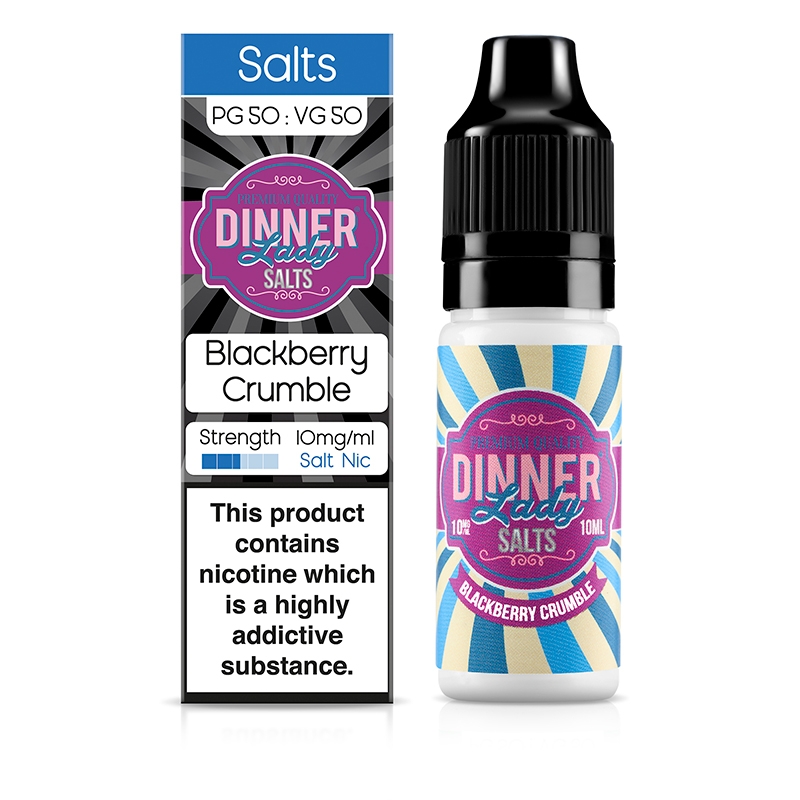 Salts
PG 50 : VG 50
PREMIUM QUALITY
DINNER
Lady
SALTS
Blackberry
Crumble
Strength 10mg/ml
Salt Nic
This product
contains
nicotine which
is a highly
addictive
substance.
PREMIUM QUALITY
DINNER
Lady
10MG/ML 10ML
SALTS
BLACKBERRY CRUMBLE